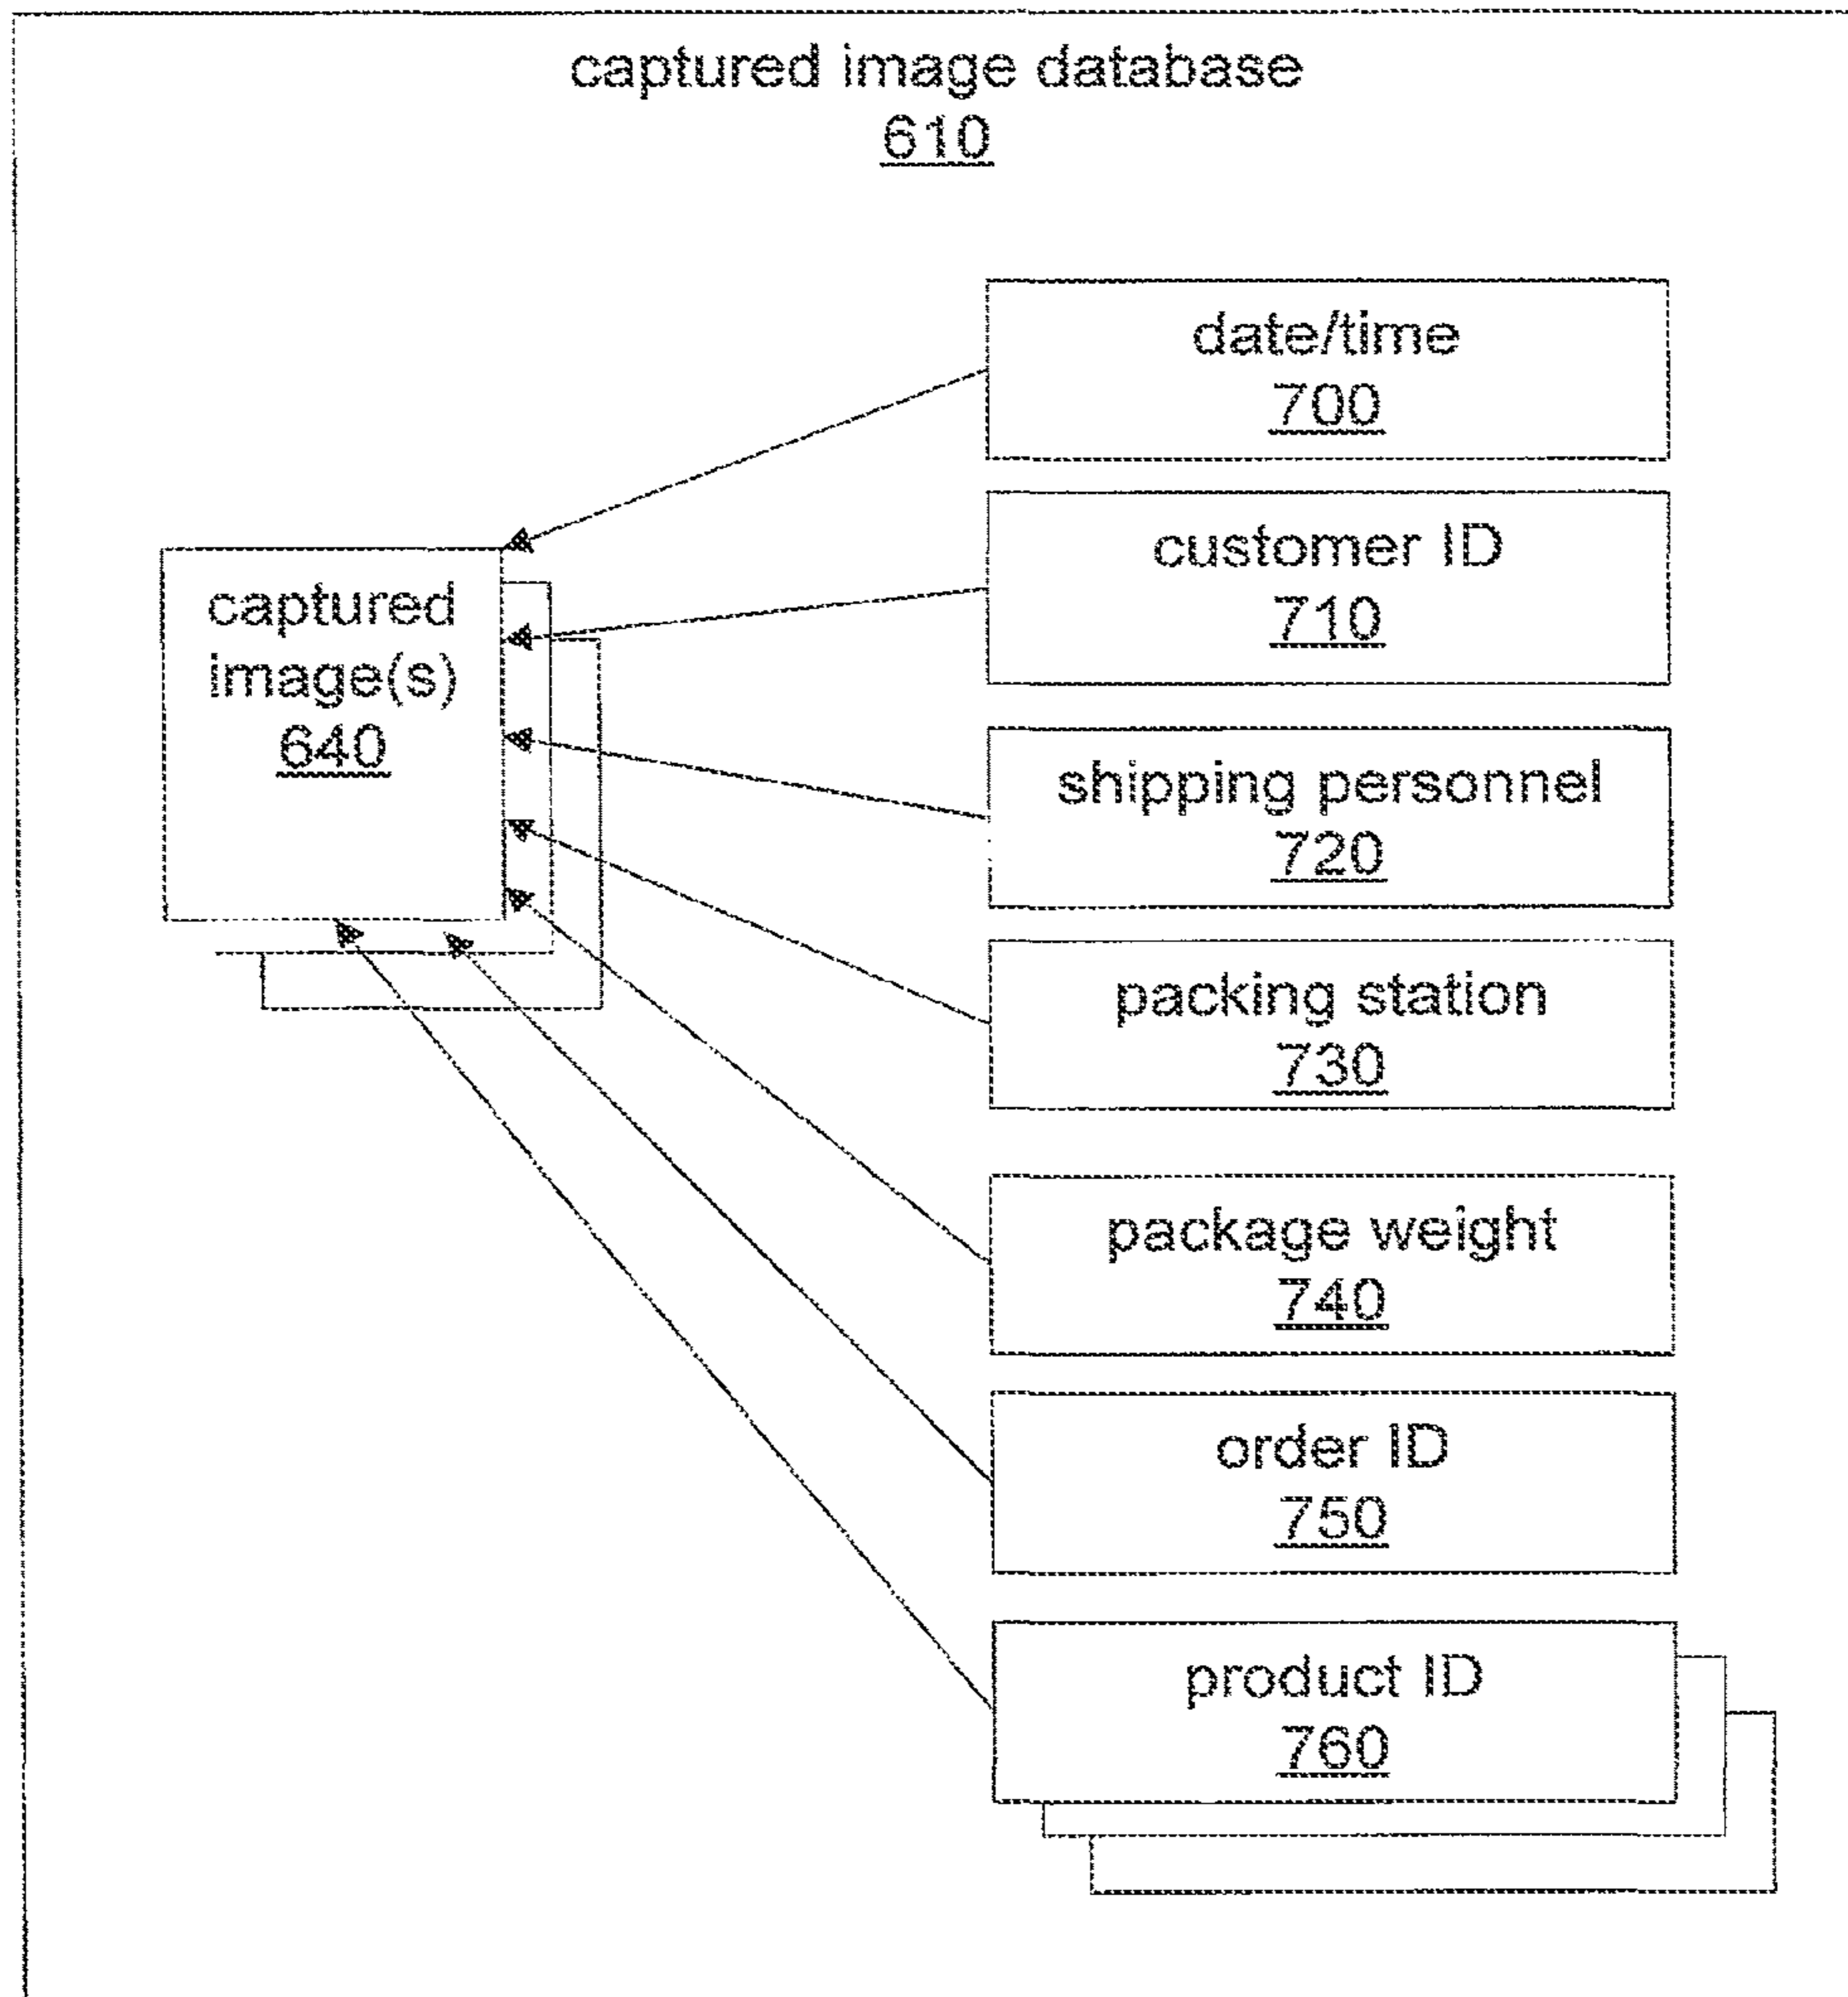 captured image database
610
date/time
700
customer ID
710
captured
image(s)
640
shipping personnel
720
packing station
730
package weight
740
order ID
750
product ID
760